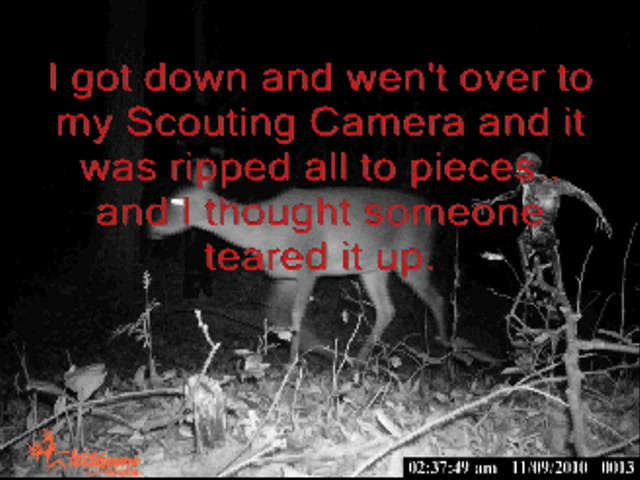 I got down and wen't over to
my Scouting Camera and it
was ripped all to pieces..
and I thought someone
teared it up.
02:37:49 am 11/09/2010 0013